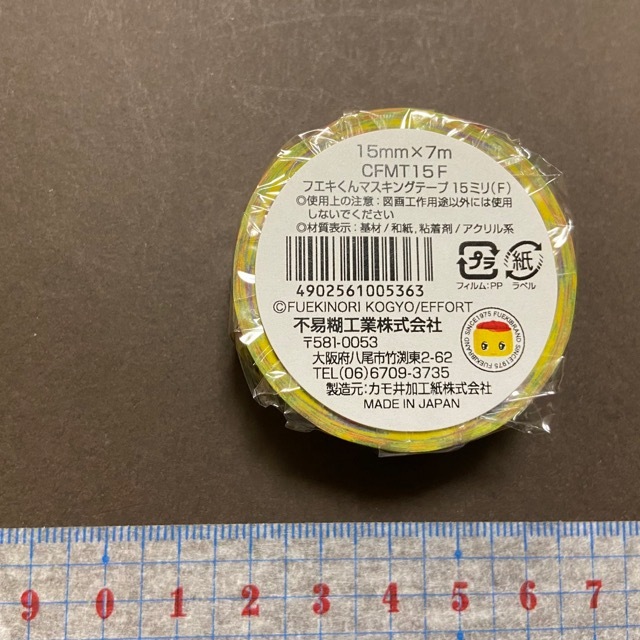 15mm×7m
CFMT15F
フエキくんマスキングテープ 15ミリ(F)
◎使用上の注意：図画工作用途以外には使用
しないでください
◎材質表示：基材/和紙,粘着剤/アクリル系
4902561005363
プラ
フィルム:PP
紙
ラベル
©FUEKINORI KOGYO/EFFORT
不易糊工業株式会社
〒581-0053
大阪府八尾市竹渕東2-62
TEL(06)6709-3735
製造元:カモ井加工紙株式会社
MADE IN JAPAN
SINCE1975 FUEKIBRAND SINCE1975 FUEKIBRAND
9 0 1 2 3 4 5 6 7